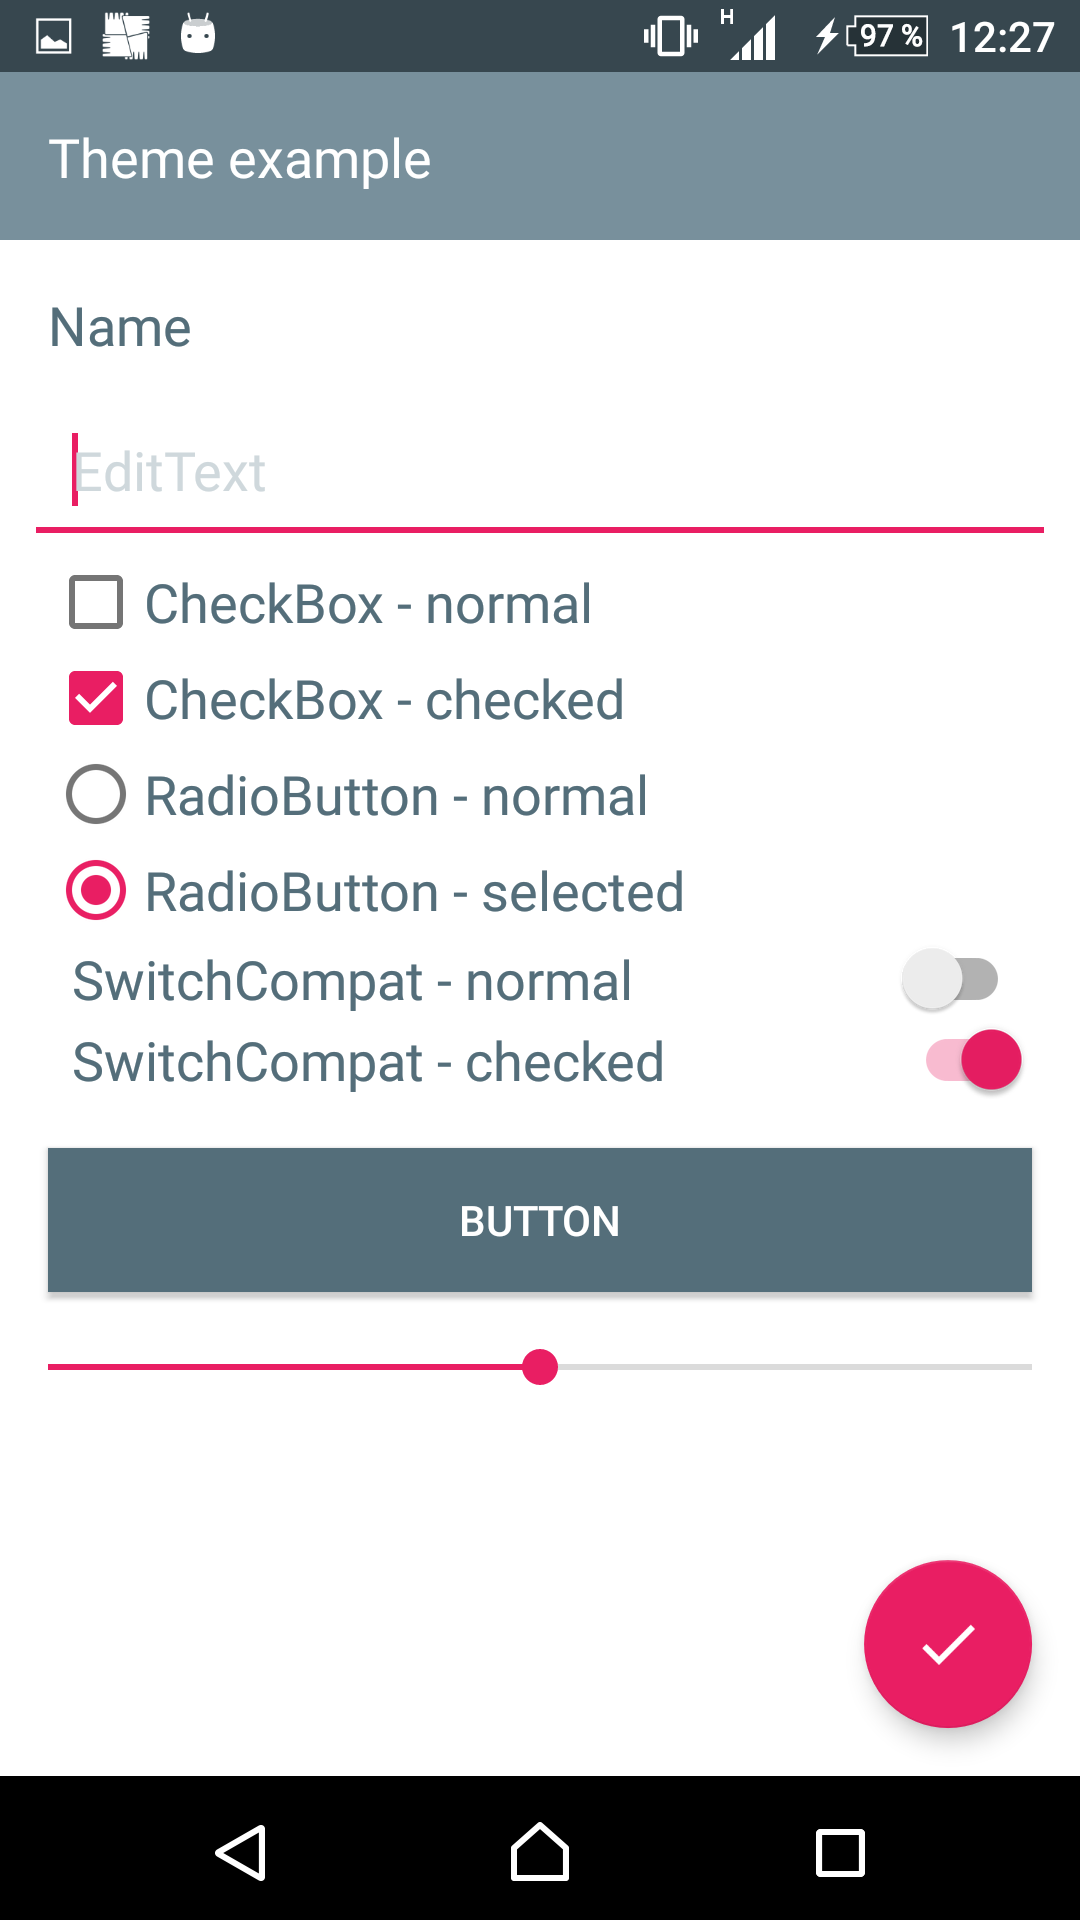 H 97 % 12:27
Theme example
Name
EditText
CheckBox - normal
CheckBox - checked
RadioButton - normal
RadioButton - selected
SwitchCompat - normal
SwitchCompat - checked
BUTTON